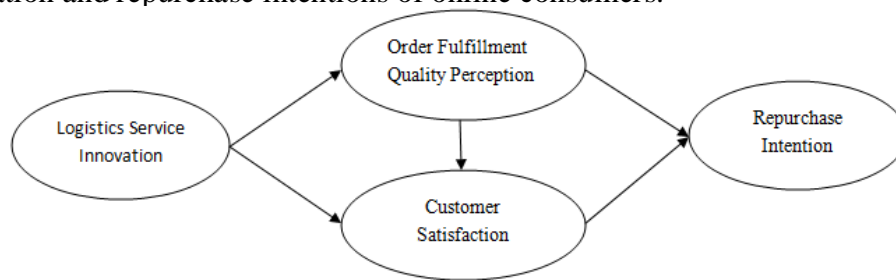 ation and repurchase intentions of online consumers.
Order Fulfillment
Quality Perception
Logistics Service
Innovation
Repurchase
Intention
Customer
Satisfaction